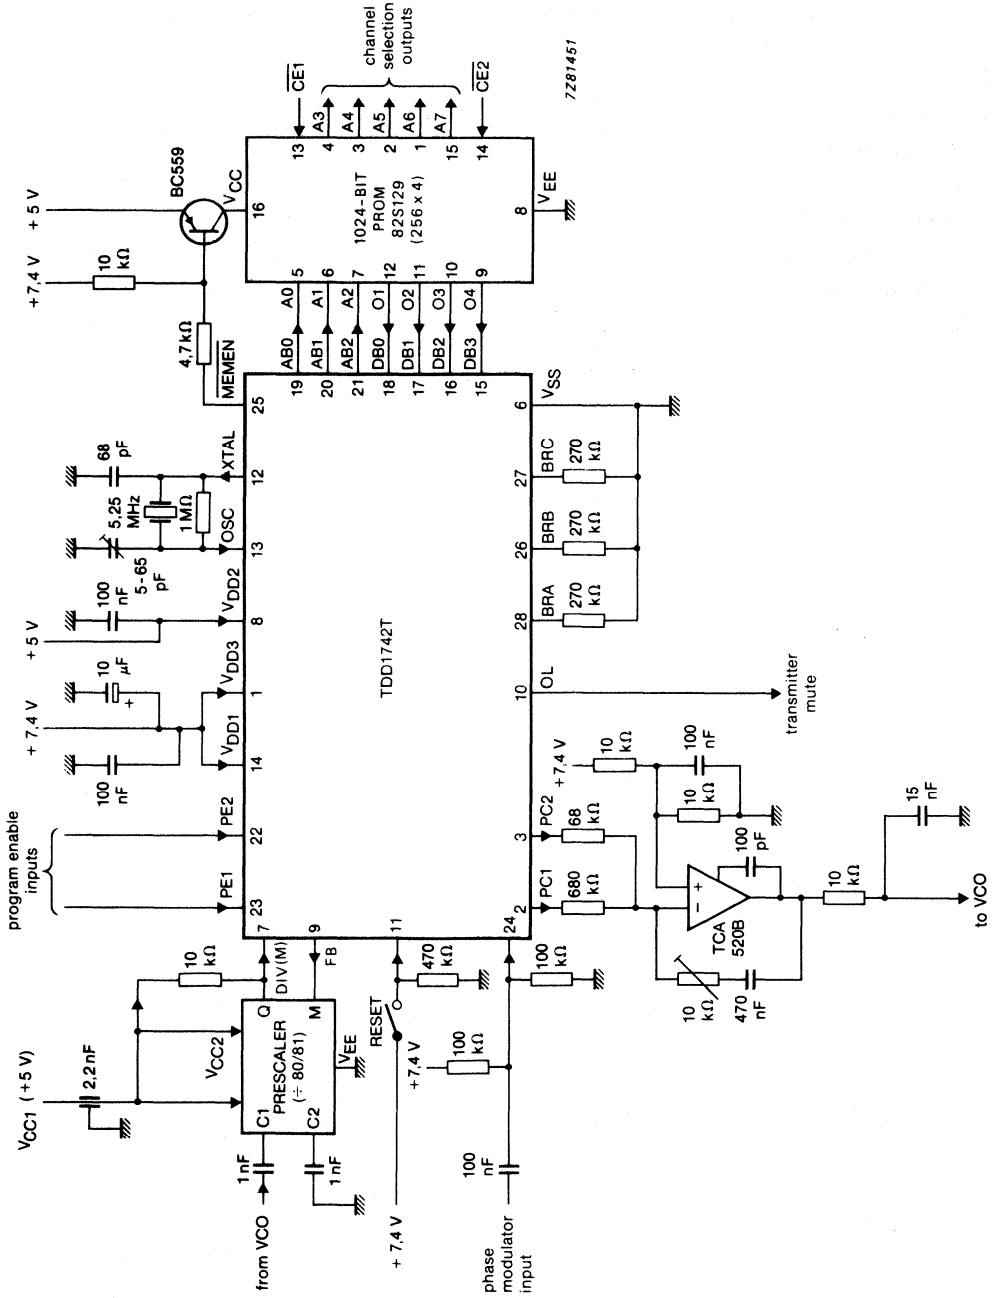 channel
selection
outputs
7Z81451
CE1
A3
A4
A5
A6
A7
CE2
13
4
3
2
1
15
14
+ 5 V
BC559
VCC
16
1024-BIT
PROM
82S129
(256 x 4)
8
VEE
+7,4 V
10
kΩ
4,7 kΩ
5
6
7
12
11
10
9
A0
A1
A2
O1
O2
O3
O4
AB0
AB1
AB2
DB0
DB1
DB2
DB3
19
20
21
18
17
16
15
MEMEN
25
6
VSS
68
pF
XTAL
12
5,25
MHz
1 MΩ
OSC
13
5-65
pF
27
BRC
270
kΩ
26
BRB
270
kΩ
28
BRA
270
kΩ
100
nF
VDD2
8
+ 5 V
10
µF
+
VDD3
1
+ 7,4 V
VDD1
14
100
nF
TDD1742T
10
OL
transmitter
mute
program enable
inputs
PE2
22
PE1
23
3
PC2
68
kΩ
2
PC1
680
kΩ
+7,4 V
10
kΩ
100
nF
10
kΩ
100
pF
+
−
TCA
520B
10
kΩ
15
nF
to VCO
10
kΩ
470
nF
7
9
11
24
10
kΩ
DIV(M)
FB
470
kΩ
100
kΩ
VCC1 (+5 V)
2,2 nF
VCC2
Q
M
PRESCALER
(÷ 80/81)
VEE
C1
C2
RESET
+7,4 V
100
kΩ
1 nF
1 nF
100
nF
from VCO
+ 7,4 V
phase
modulator
input